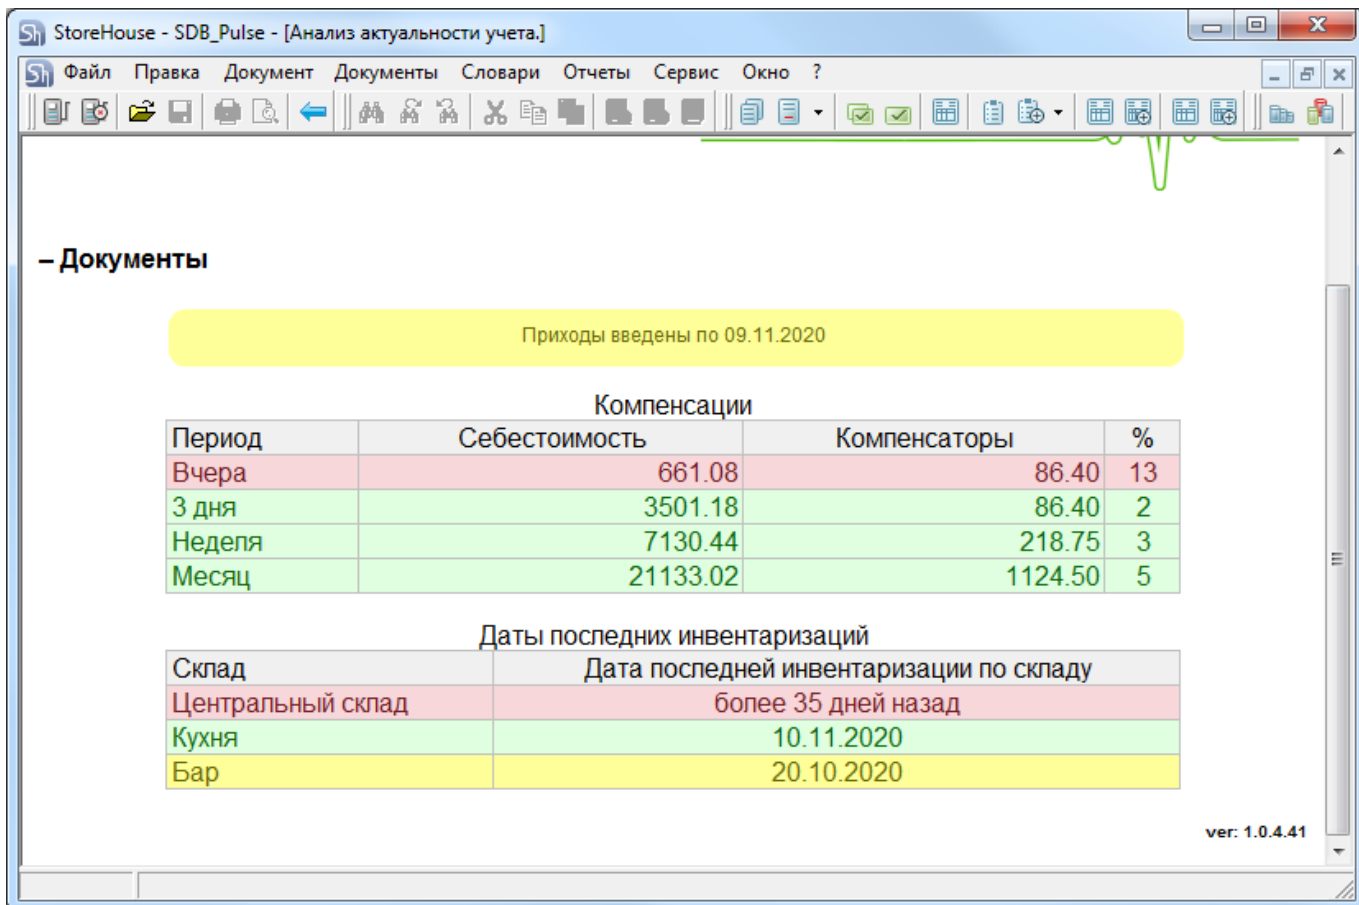 Sh StoreHouse - SDB_Pulse - [Анализ актуальности учета.]
Sh Файл Правка Документ Документы Словари Отчеты Сервис Окно ?
– Документы
Приходы введены по 09.11.2020
Компенсации
Период Себестоимость Компенсаторы %
Вчера 661.08 86.40 13
3 дня 3501.18 86.40 2
Неделя 7130.44 218.75 3
Месяц 21133.02 1124.50 5
Даты последних инвентаризаций
Склад Дата последней инвентаризации по складу
Центральный склад более 35 дней назад
Кухня 10.11.2020
Бар 20.10.2020
ver: 1.0.4.41